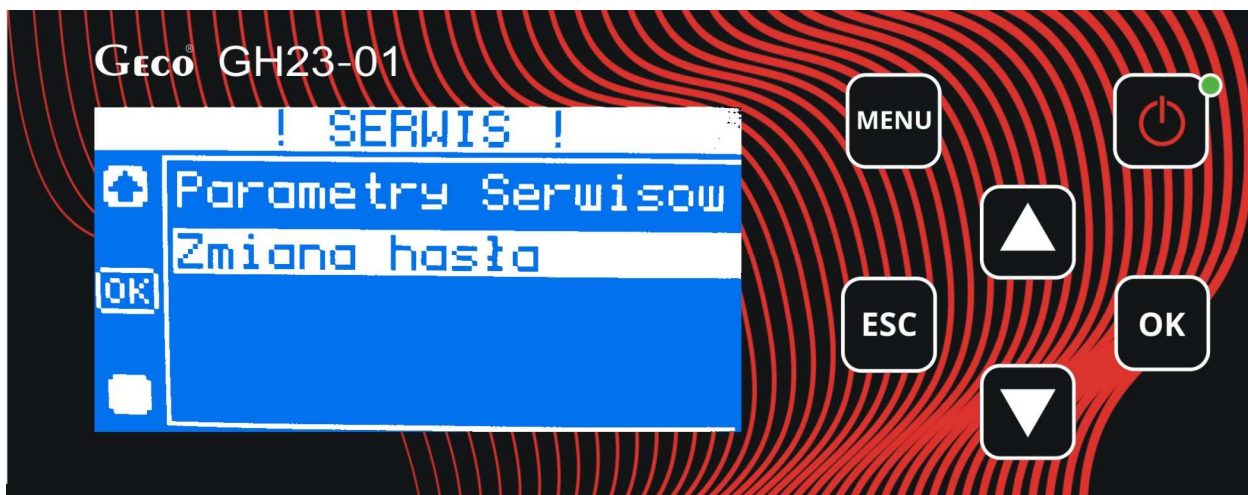 GECO® GH23-01
! SERWIS !
Parametry Serwisow
Zmiana hasła
OK
MENU
ESC
OK